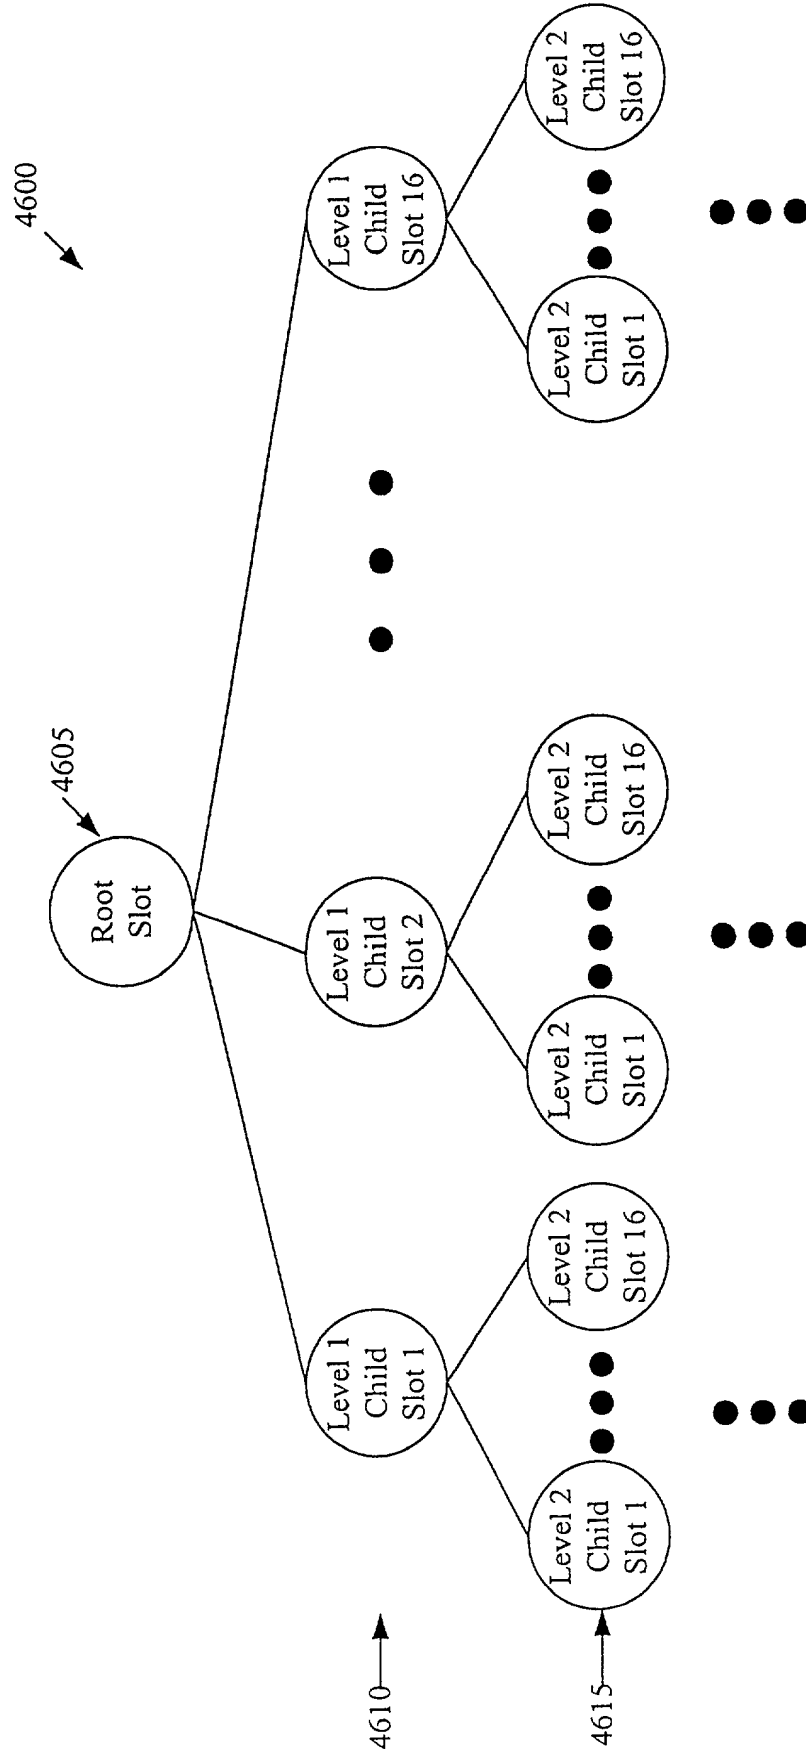 4600
4605
Root
Slot
4610
Level 1
Child
Slot 1
Level 1
Child
Slot 2
Level 1
Child
Slot 16
4615
Level 2
Child
Slot 1
Level 2
Child
Slot 16
Level 2
Child
Slot 1
Level 2
Child
Slot 16
Level 2
Child
Slot 1
Level 2
Child
Slot 16